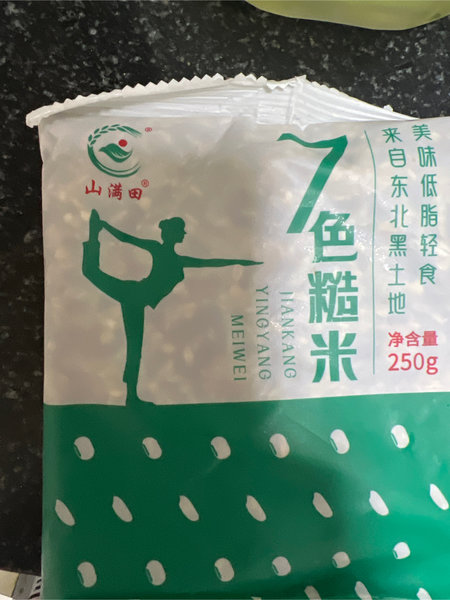 山满田®
7色糙米
JIANKANG
YINGYANG
MEIWEI
美味低脂轻食
来自东北黑土地
净含量
250g